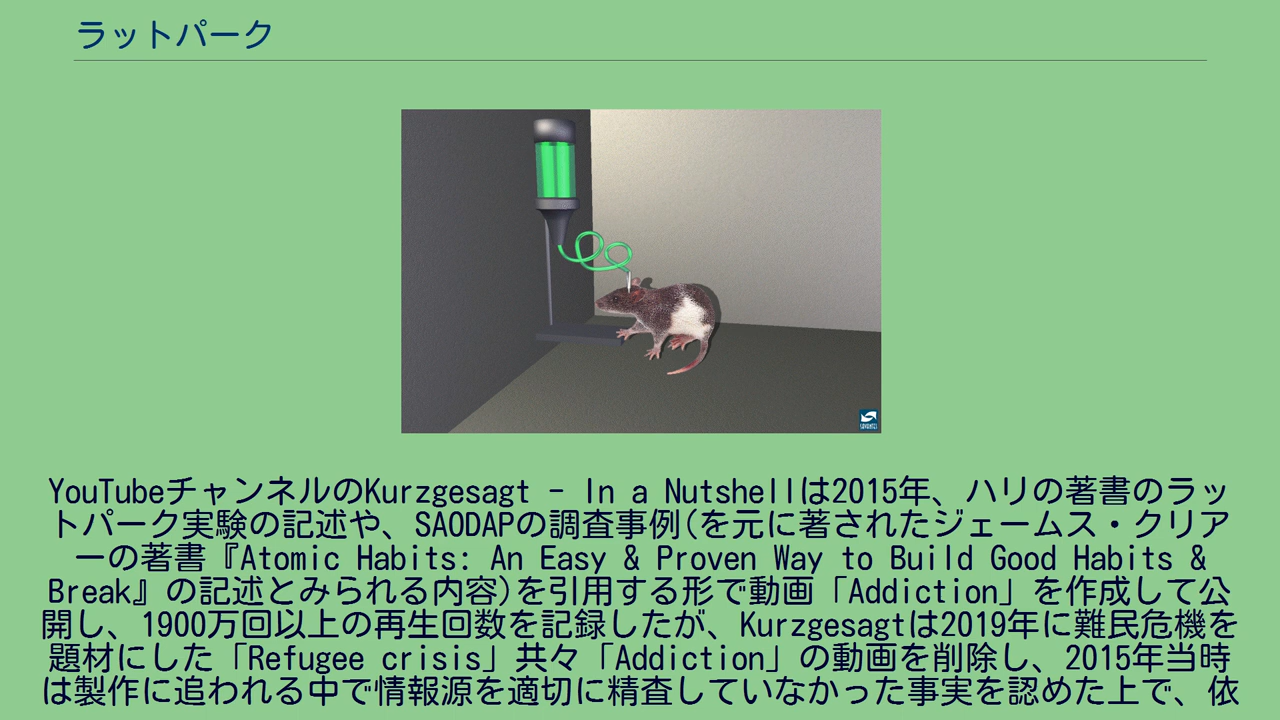 ラットパーク
YouTubeチャンネルのKurzgesagt - In a Nutshellは2015年、ハリの著書のラッ
トパーク実験の記述や、SAODAPの調査事例(を元に著されたジェームス・クリア
ーの著書『Atomic Habits: An Easy & Proven Way to Build Good Habits &
Break』の記述とみられる内容)を引用する形で動画「Addiction」を作成して公
開し、1900万回以上の再生回数を記録したが、Kurzgesagtは2019年に難民危機を
題材にした「Refugee crisis」共々「Addiction」の動画を削除し、2015年当時
は製作に追われる中で情報源を適切に精査していなかった事実を認めた上で、依